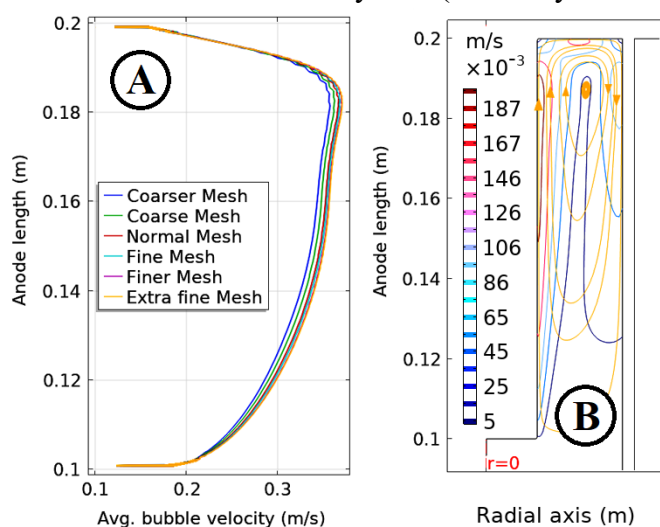 A
0.2
0.18
0.16
0.14
0.12
0.1
Anode length (m)
Coarser Mesh
Coarse Mesh
Normal Mesh
Fine Mesh
Finer Mesh
Extra fine Mesh
0.1 0.2 0.3
Avg. bubble velocity (m/s)
m/s
×10⁻³
187
167
146
126
106
86
65
45
25
5
0.2
0.18
0.16
0.14
0.12
0.1
Anode length (m)
B
r=0
Radial axis (m)